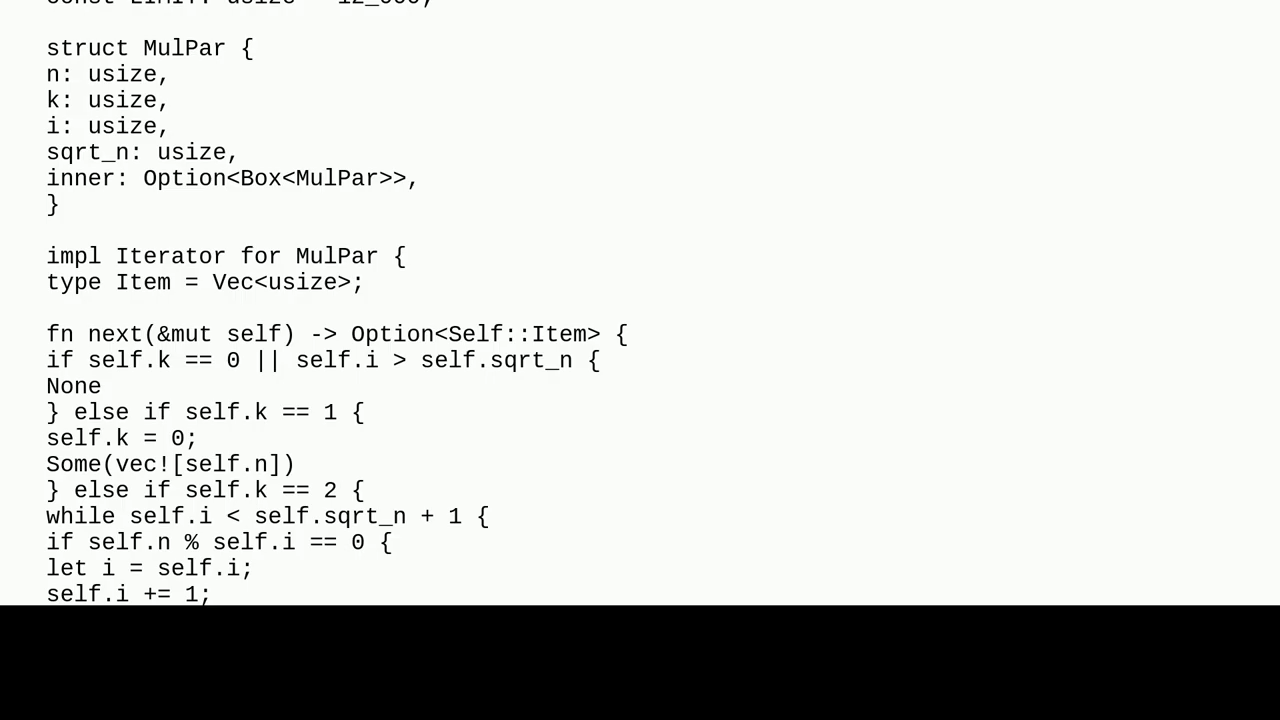 struct MulPar {
n: usize,
k: usize,
i: usize,
sqrt_n: usize,
inner: Option<Box<MulPar>>,
}
impl Iterator for MulPar {
type Item = Vec<usize>;
fn next(&mut self) -> Option<Self::Item> {
if self.k == 0 || self.i > self.sqrt_n {
None
} else if self.k == 1 {
self.k = 0;
Some(vec![self.n])
} else if self.k == 2 {
while self.i < self.sqrt_n + 1 {
if self.n % self.i == 0 {
let i = self.i;
self.i += 1;